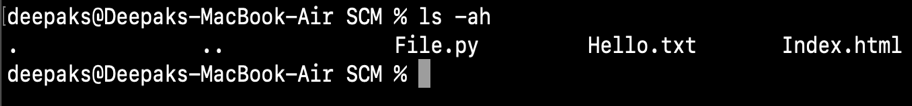 deepaks@Deepaks-MacBook-Air SCM % ls -ah
. .. File.py Hello.txt Index.html
deepaks@Deepaks-MacBook-Air SCM %